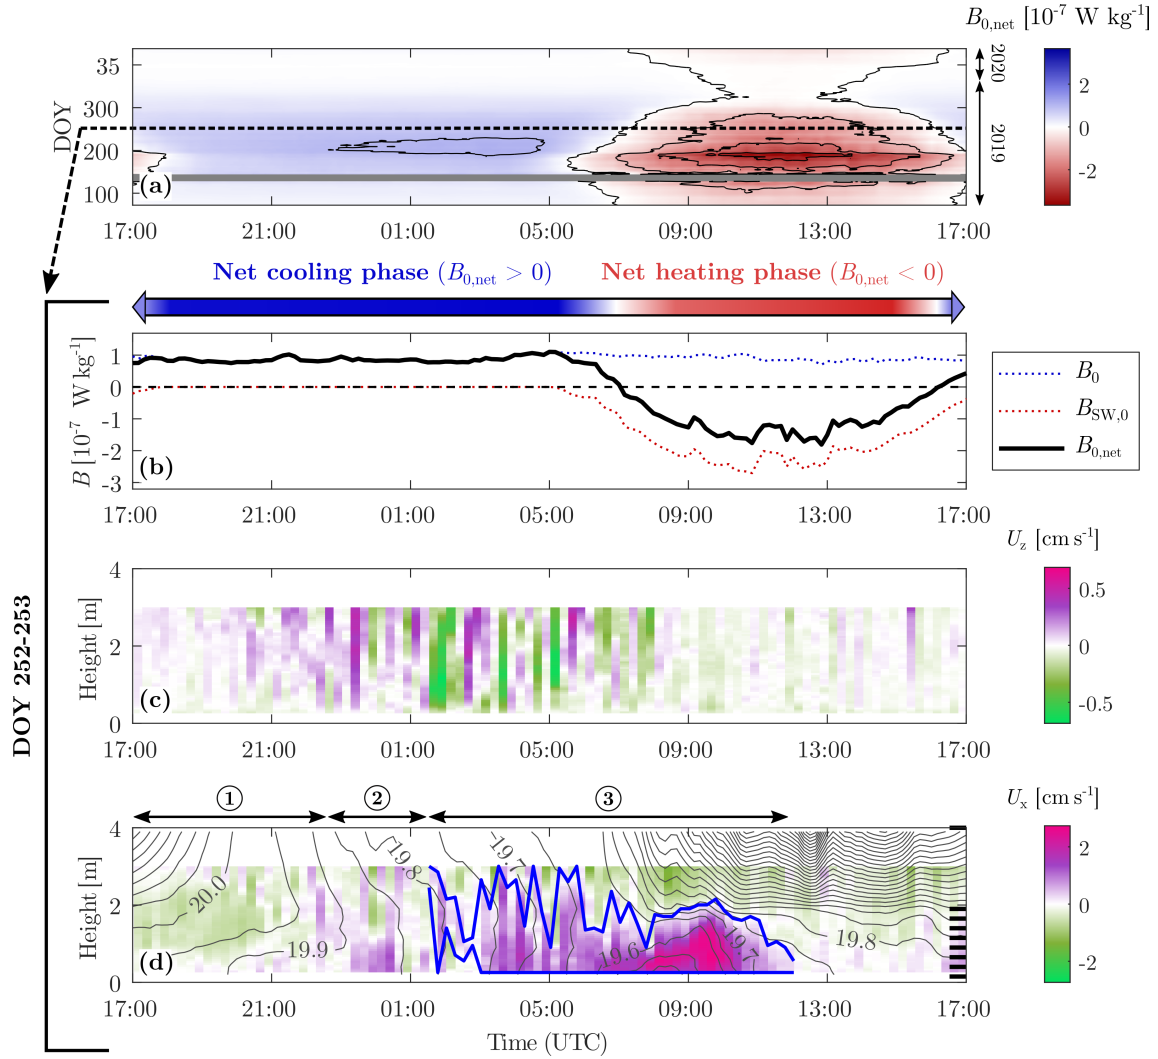 B0,net [10-7 W kg-1]
35
300
200
100
DOY
2020
2019
(a)
2
0
-2
17:00 21:00 01:00 05:00 09:00 13:00 17:00
Net cooling phase (B0,net > 0) Net heating phase (B0,net < 0)
1
0
-1
-2
-3
B [10-7 W kg-1]
(b)
B0
BSW,0
B0,net
17:00 21:00 01:00 05:00 09:00 13:00 17:00
DOY 252-253
Uz [cm s-1]
4
2
0
Height [m]
(c)
0.5
0
-0.5
17:00 21:00 01:00 05:00 09:00 13:00 17:00
1 2 3
Ux [cm s-1]
4
2
0
Height [m]
20.0
19.9
19.8
19.7
19.6
19.7
19.8
(d)
2
0
-2
17:00 21:00 01:00 05:00 09:00 13:00 17:00
Time (UTC)